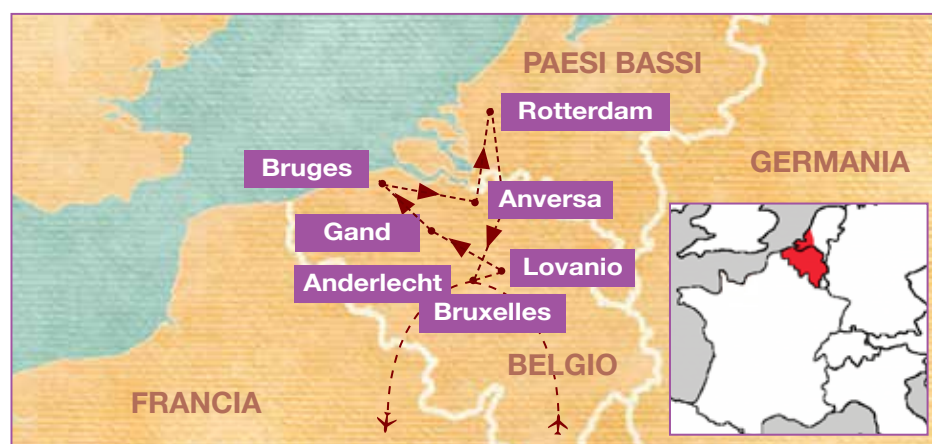 PAESI BASSI
Rotterdam
GERMANIA
Bruges
Anversa
Gand
Lovanio
Anderlecht
Bruxelles
BELGIO
FRANCIA